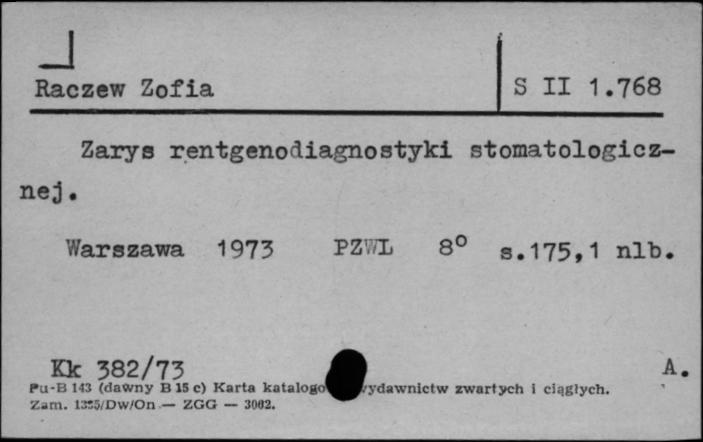 Raczew Zofia
S II 1.768
Zarys rentgenodiagnostyki stomatologicz-
nej.
Warszawa 1973 PZWL 8° s.175,1 nlb.
Kk 382/73 A.
Pu-B 143 (dawny B 15 c) Karta katalogo ydawnictw zwartych i ciągłych.
Zam. 1355/Dw/On — ZGG — 3002.